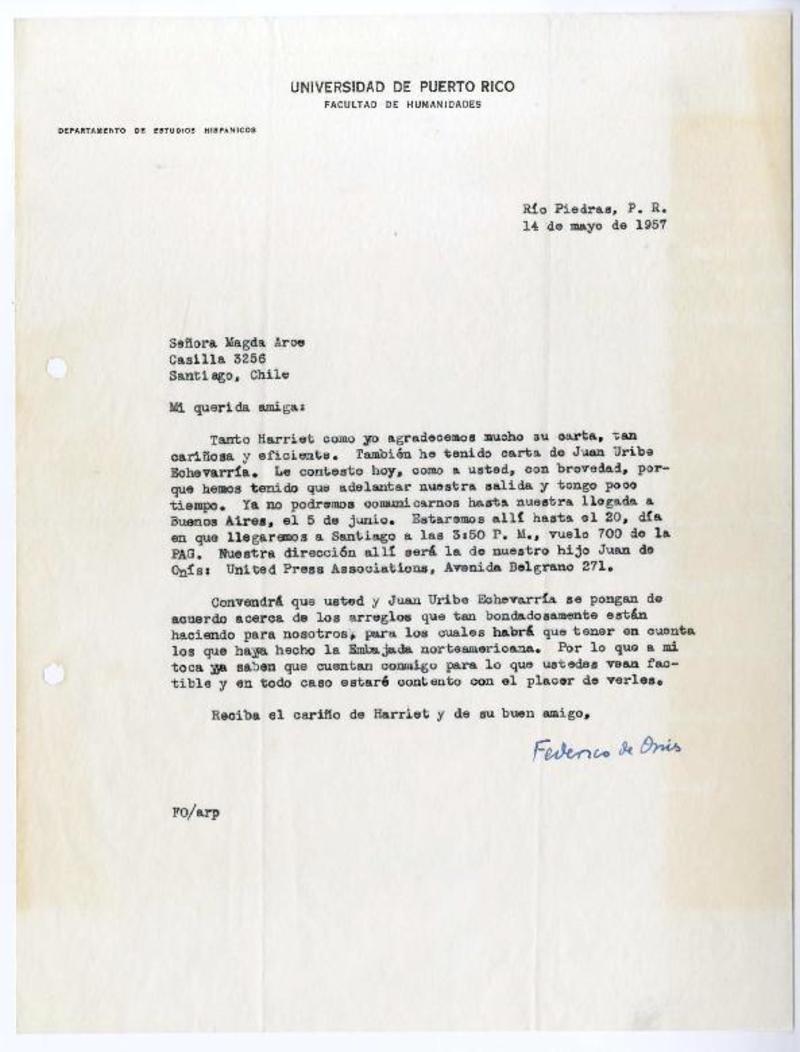 UNIVERSIDAD DE PUERTO RICO
FACULTAD DE HUMANIDADES
DEPARTAMENTO DE ESTUDIOS HISPANICOS
Río Piedras, P. R.
14 de mayo de 1957
Señora Magda Arce
Casilla 3256
Santiago, Chile
Mi querida amiga:
Tanto Harriet como yo agradecemos mucho su carta, tan
cariñosa y eficiente. También he tenido carta de Juan Uribe
Echevarría. Le contesto hoy, como a usted, con brevedad, por-
que hemos tenido que adelantar nuestra salida y tengo poco
tiempo. Ya no podremos comunicarnos hasta nuestra llegada a
Buenos Aires, el 5 de junio. Estaremos allí hasta el 20, día
en que llegaremos a Santiago a las 3:50 P. M., vuelo 700 de la
PAG. Nuestra dirección allí será la de nuestro hijo Juan de
Onís: United Press Associations, Avenida Belgrano 271.
Convendrá que usted y Juan Uribe Echevarría se pongan de
acuerdo acerca de los arreglos que tan bondadosamente están
haciendo para nosotros, para los cuales habrá que tener en cuenta
los que haya hecho la Embajada norteamericana. Por lo que a mi
toca ya saben que cuentan conmigo para lo que ustedes vean fac-
tible y en todo caso estaré contento con el placer de verles.
Reciba el cariño de Harriet y de su buen amigo,
Federico de Onís
FO/arp